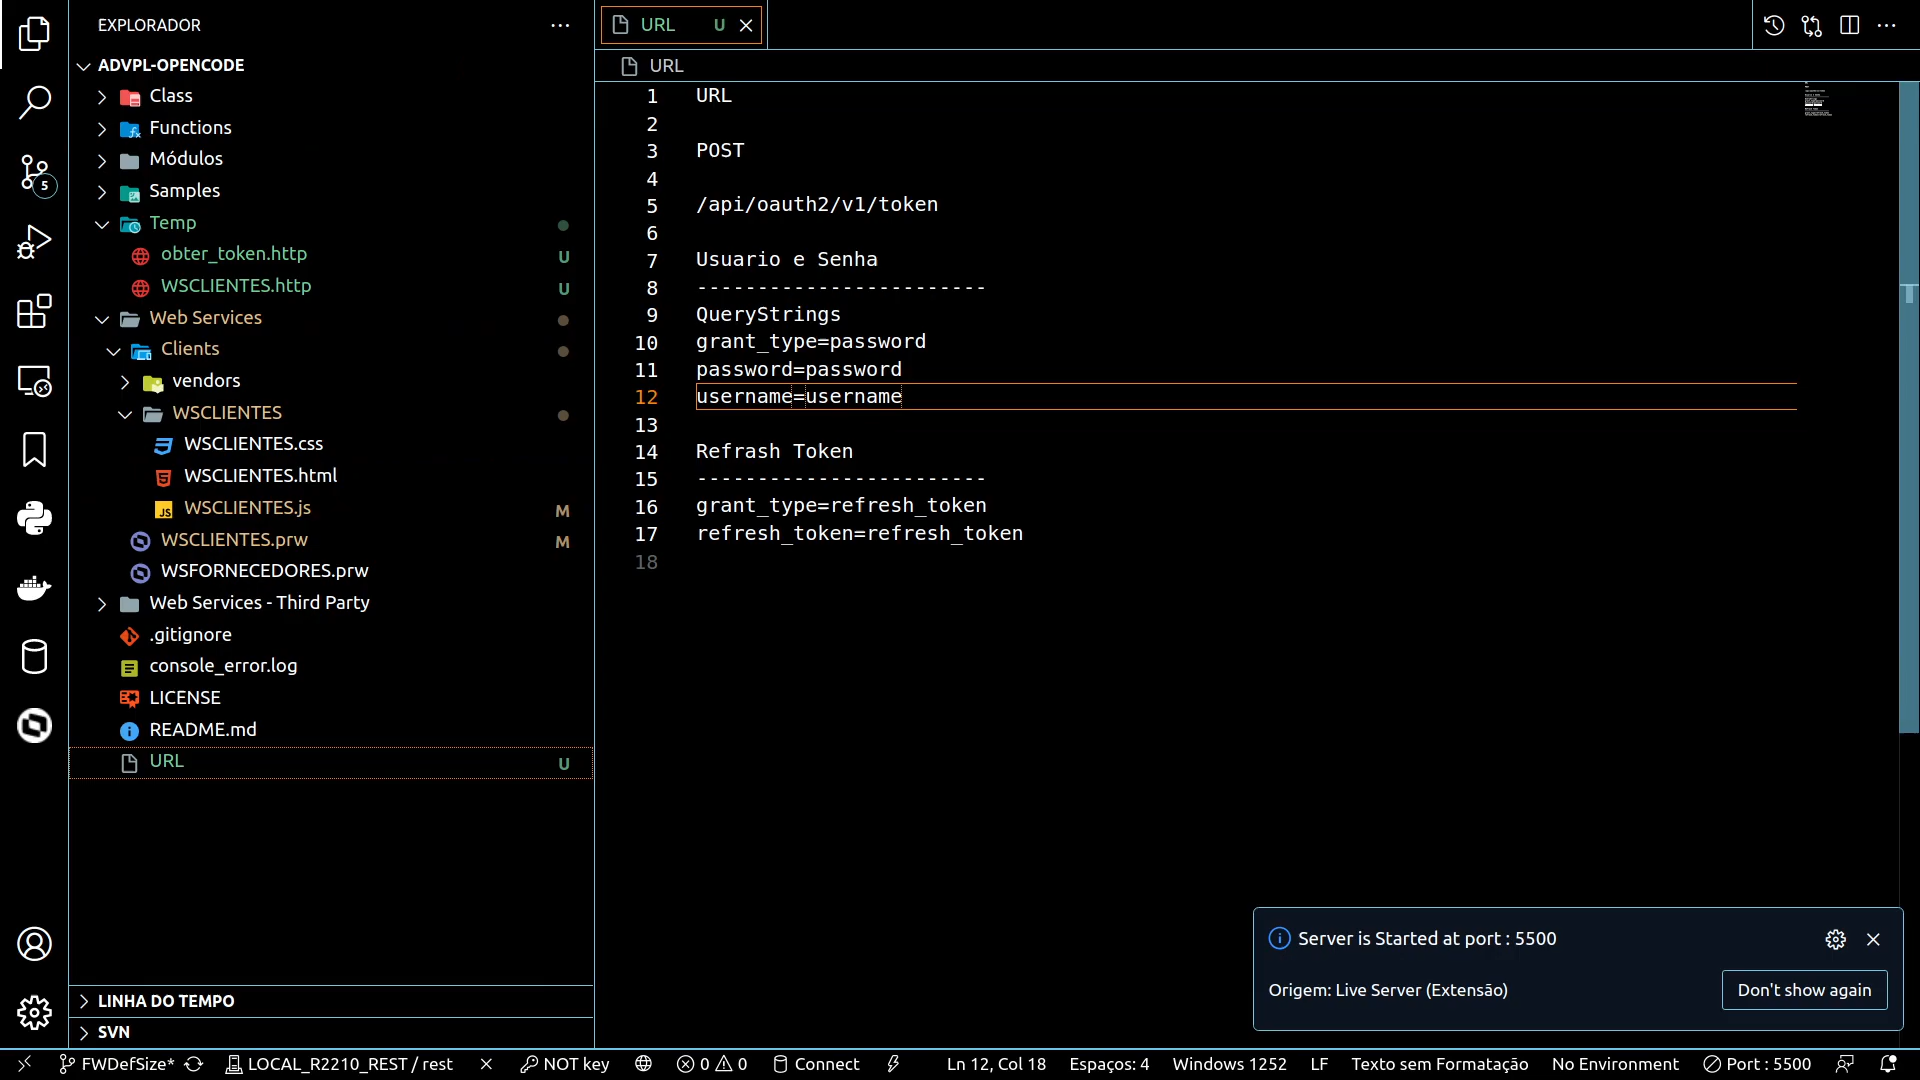 EXPLORADOR
ADVPL-OPENCODE
Class
Functions
Módulos
Samples
Temp
obter_token.http U
WSCLIENTES.http U
Web Services
Clients
vendors
WSCLIENTES
WSCLIENTES.css
WSCLIENTES.html
WSCLIENTES.js M
WSCLIENTES.prw M
WSFORNECEDORES.prw
Web Services - Third Party
.gitignore
console_error.log
LICENSE
README.md
URL U
LINHA DO TEMPO
SVN
5
URL U
URL
1 URL
2
3 POST
4
5 /api/oauth2/v1/token
6
7 Usuario e Senha
8 ------------------------
9 QueryStrings
10 grant_type=password
11 password=password
12 username=username
13
14 Refrash Token
15 ------------------------
16 grant_type=refresh_token
17 refresh_token=refresh_token
18
Server is Started at port : 5500
Origem: Live Server (Extensão)
Don't show again
FWDefSize* LOCAL_R2210_REST / rest NOT key 0 0 Connect Ln 12, Col 18 Espaços: 4 Windows 1252 LF Texto sem Formatação No Environment Port : 5500